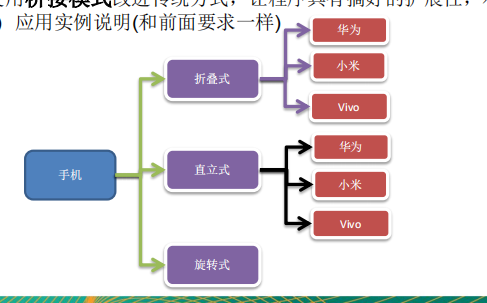 使用桥接模式改进传统方式，让程序具有搞好的扩展性，
) 应用实例说明(和前面要求一样)
华为
折叠式
小米
Vivo
华为
手机
直立式
小米
Vivo
旋转式